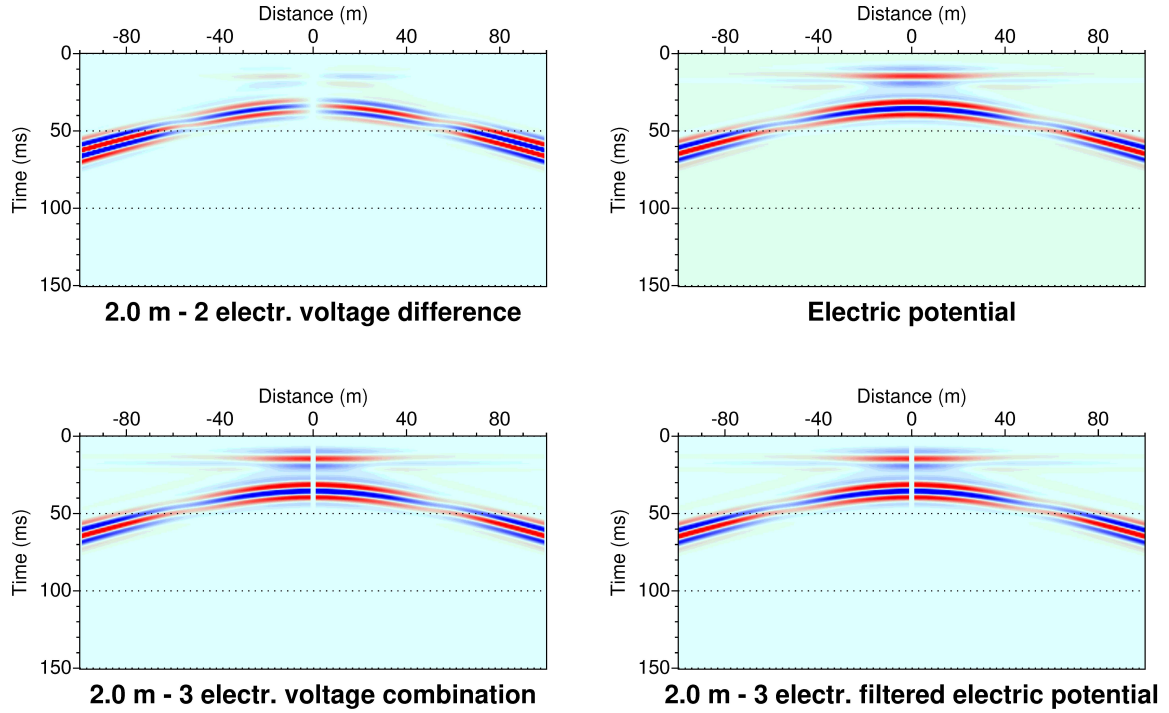 Distance (m)
-80 -40 0 40 80
0
50
100
150
Time (ms)
2.0 m - 2 electr. voltage difference
Distance (m)
-80 -40 0 40 80
0
50
100
150
Time (ms)
Electric potential
Distance (m)
-80 -40 0 40 80
0
50
100
150
Time (ms)
2.0 m - 3 electr. voltage combination
Distance (m)
-80 -40 0 40 80
0
50
100
150
Time (ms)
2.0 m - 3 electr. filtered electric potential